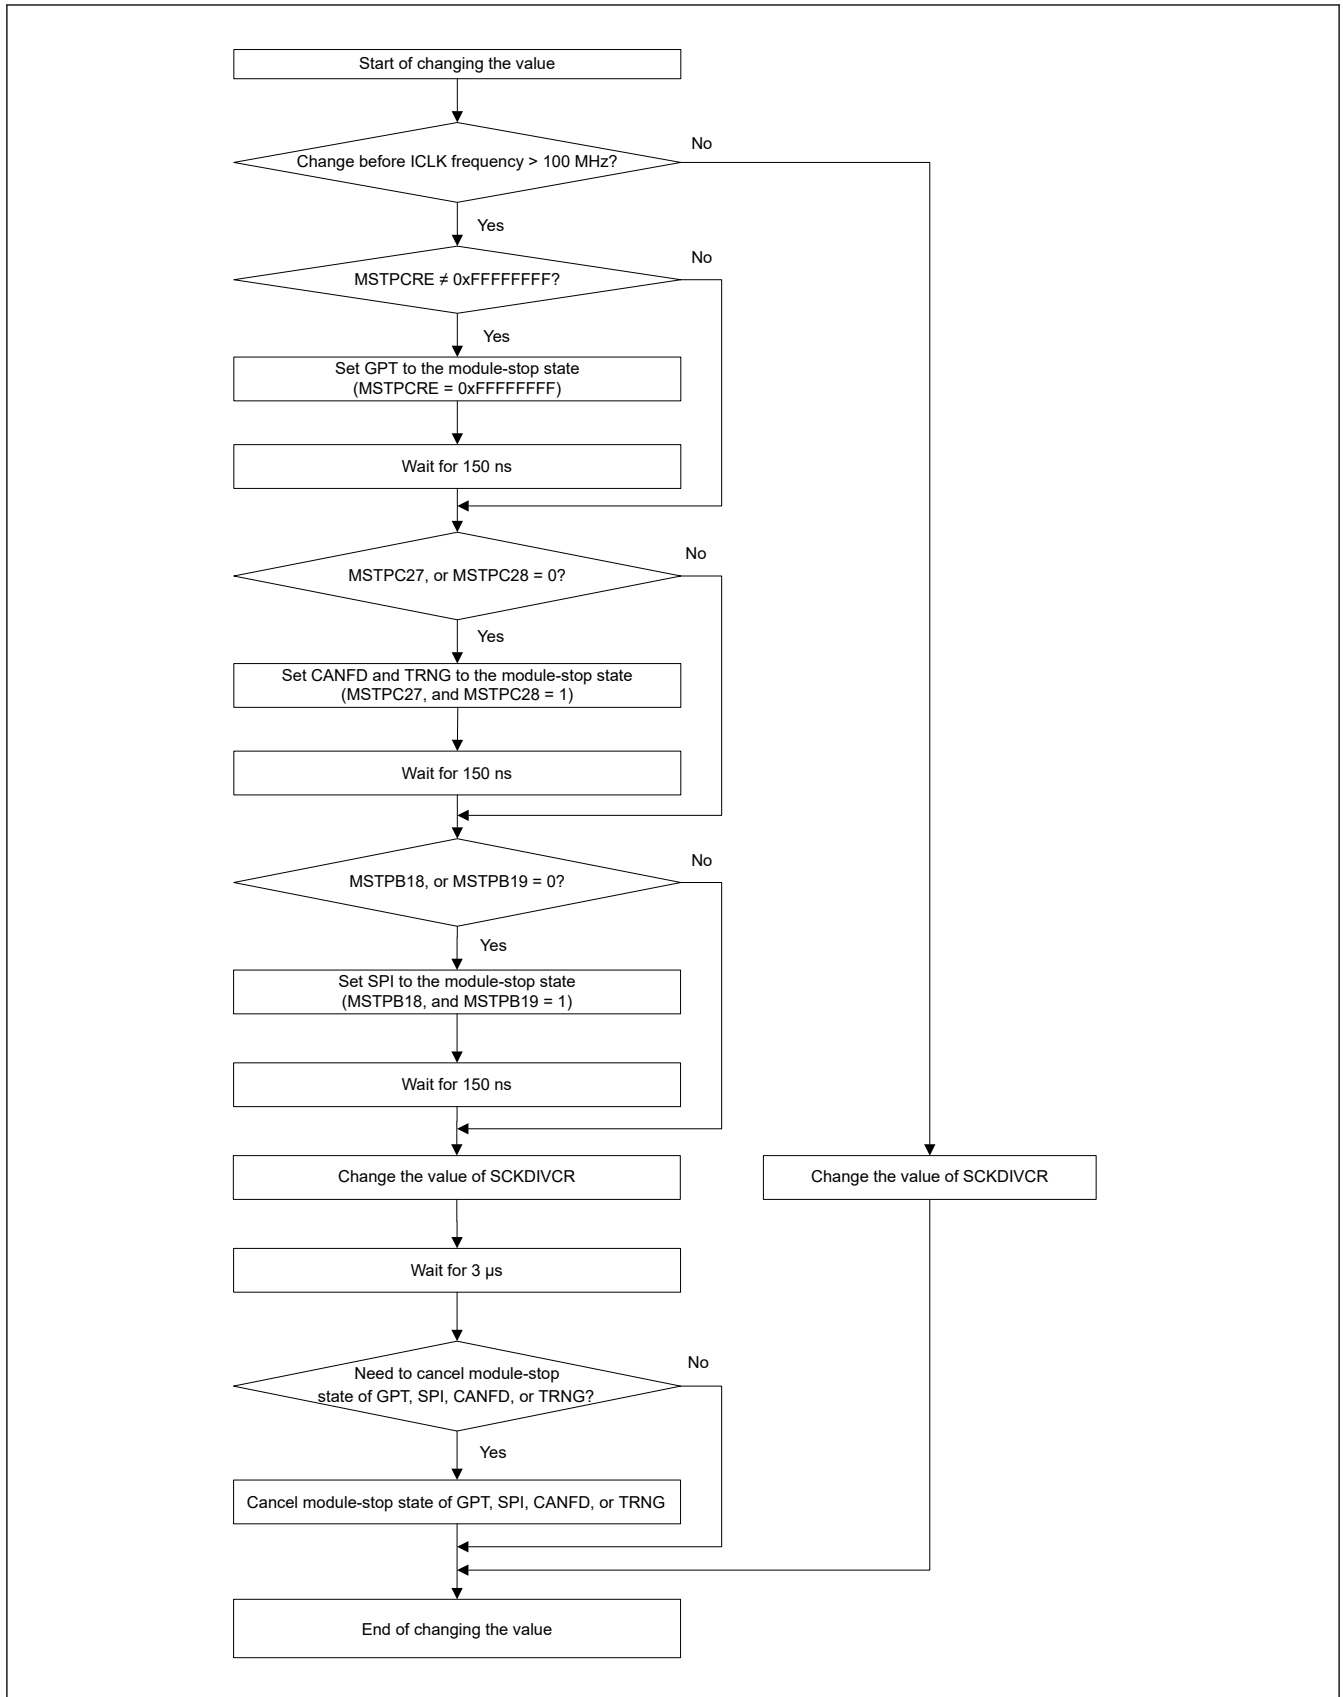 Start of changing the value
Change before ICLK frequency > 100 MHz?
No
Yes
MSTPCRE ≠ 0xFFFFFFFF?
No
Yes
Set GPT to the module-stop state
(MSTPCRE = 0xFFFFFFFF)
Wait for 150 ns
MSTPC27, or MSTPC28 = 0?
No
Yes
Set CANFD and TRNG to the module-stop state
(MSTPC27, and MSTPC28 = 1)
Wait for 150 ns
MSTPB18, or MSTPB19 = 0?
No
Yes
Set SPI to the module-stop state
(MSTPB18, and MSTPB19 = 1)
Wait for 150 ns
Change the value of SCKDIVCR
Change the value of SCKDIVCR
Wait for 3 μs
Need to cancel module-stop
state of GPT, SPI, CANFD, or TRNG?
No
Yes
Cancel module-stop state of GPT, SPI, CANFD, or TRNG
End of changing the value